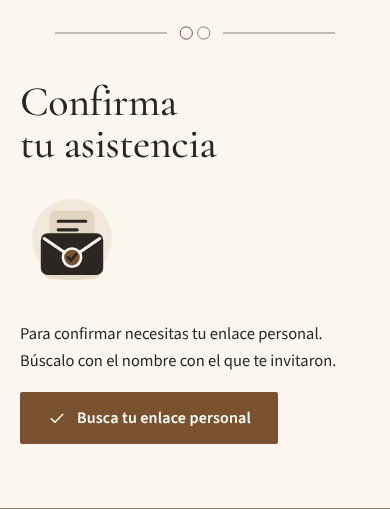 Confirma
tu asistencia
Para confirmar necesitas tu enlace personal.
Búscalo con el nombre con el que te invitaron.
Busca tu enlace personal